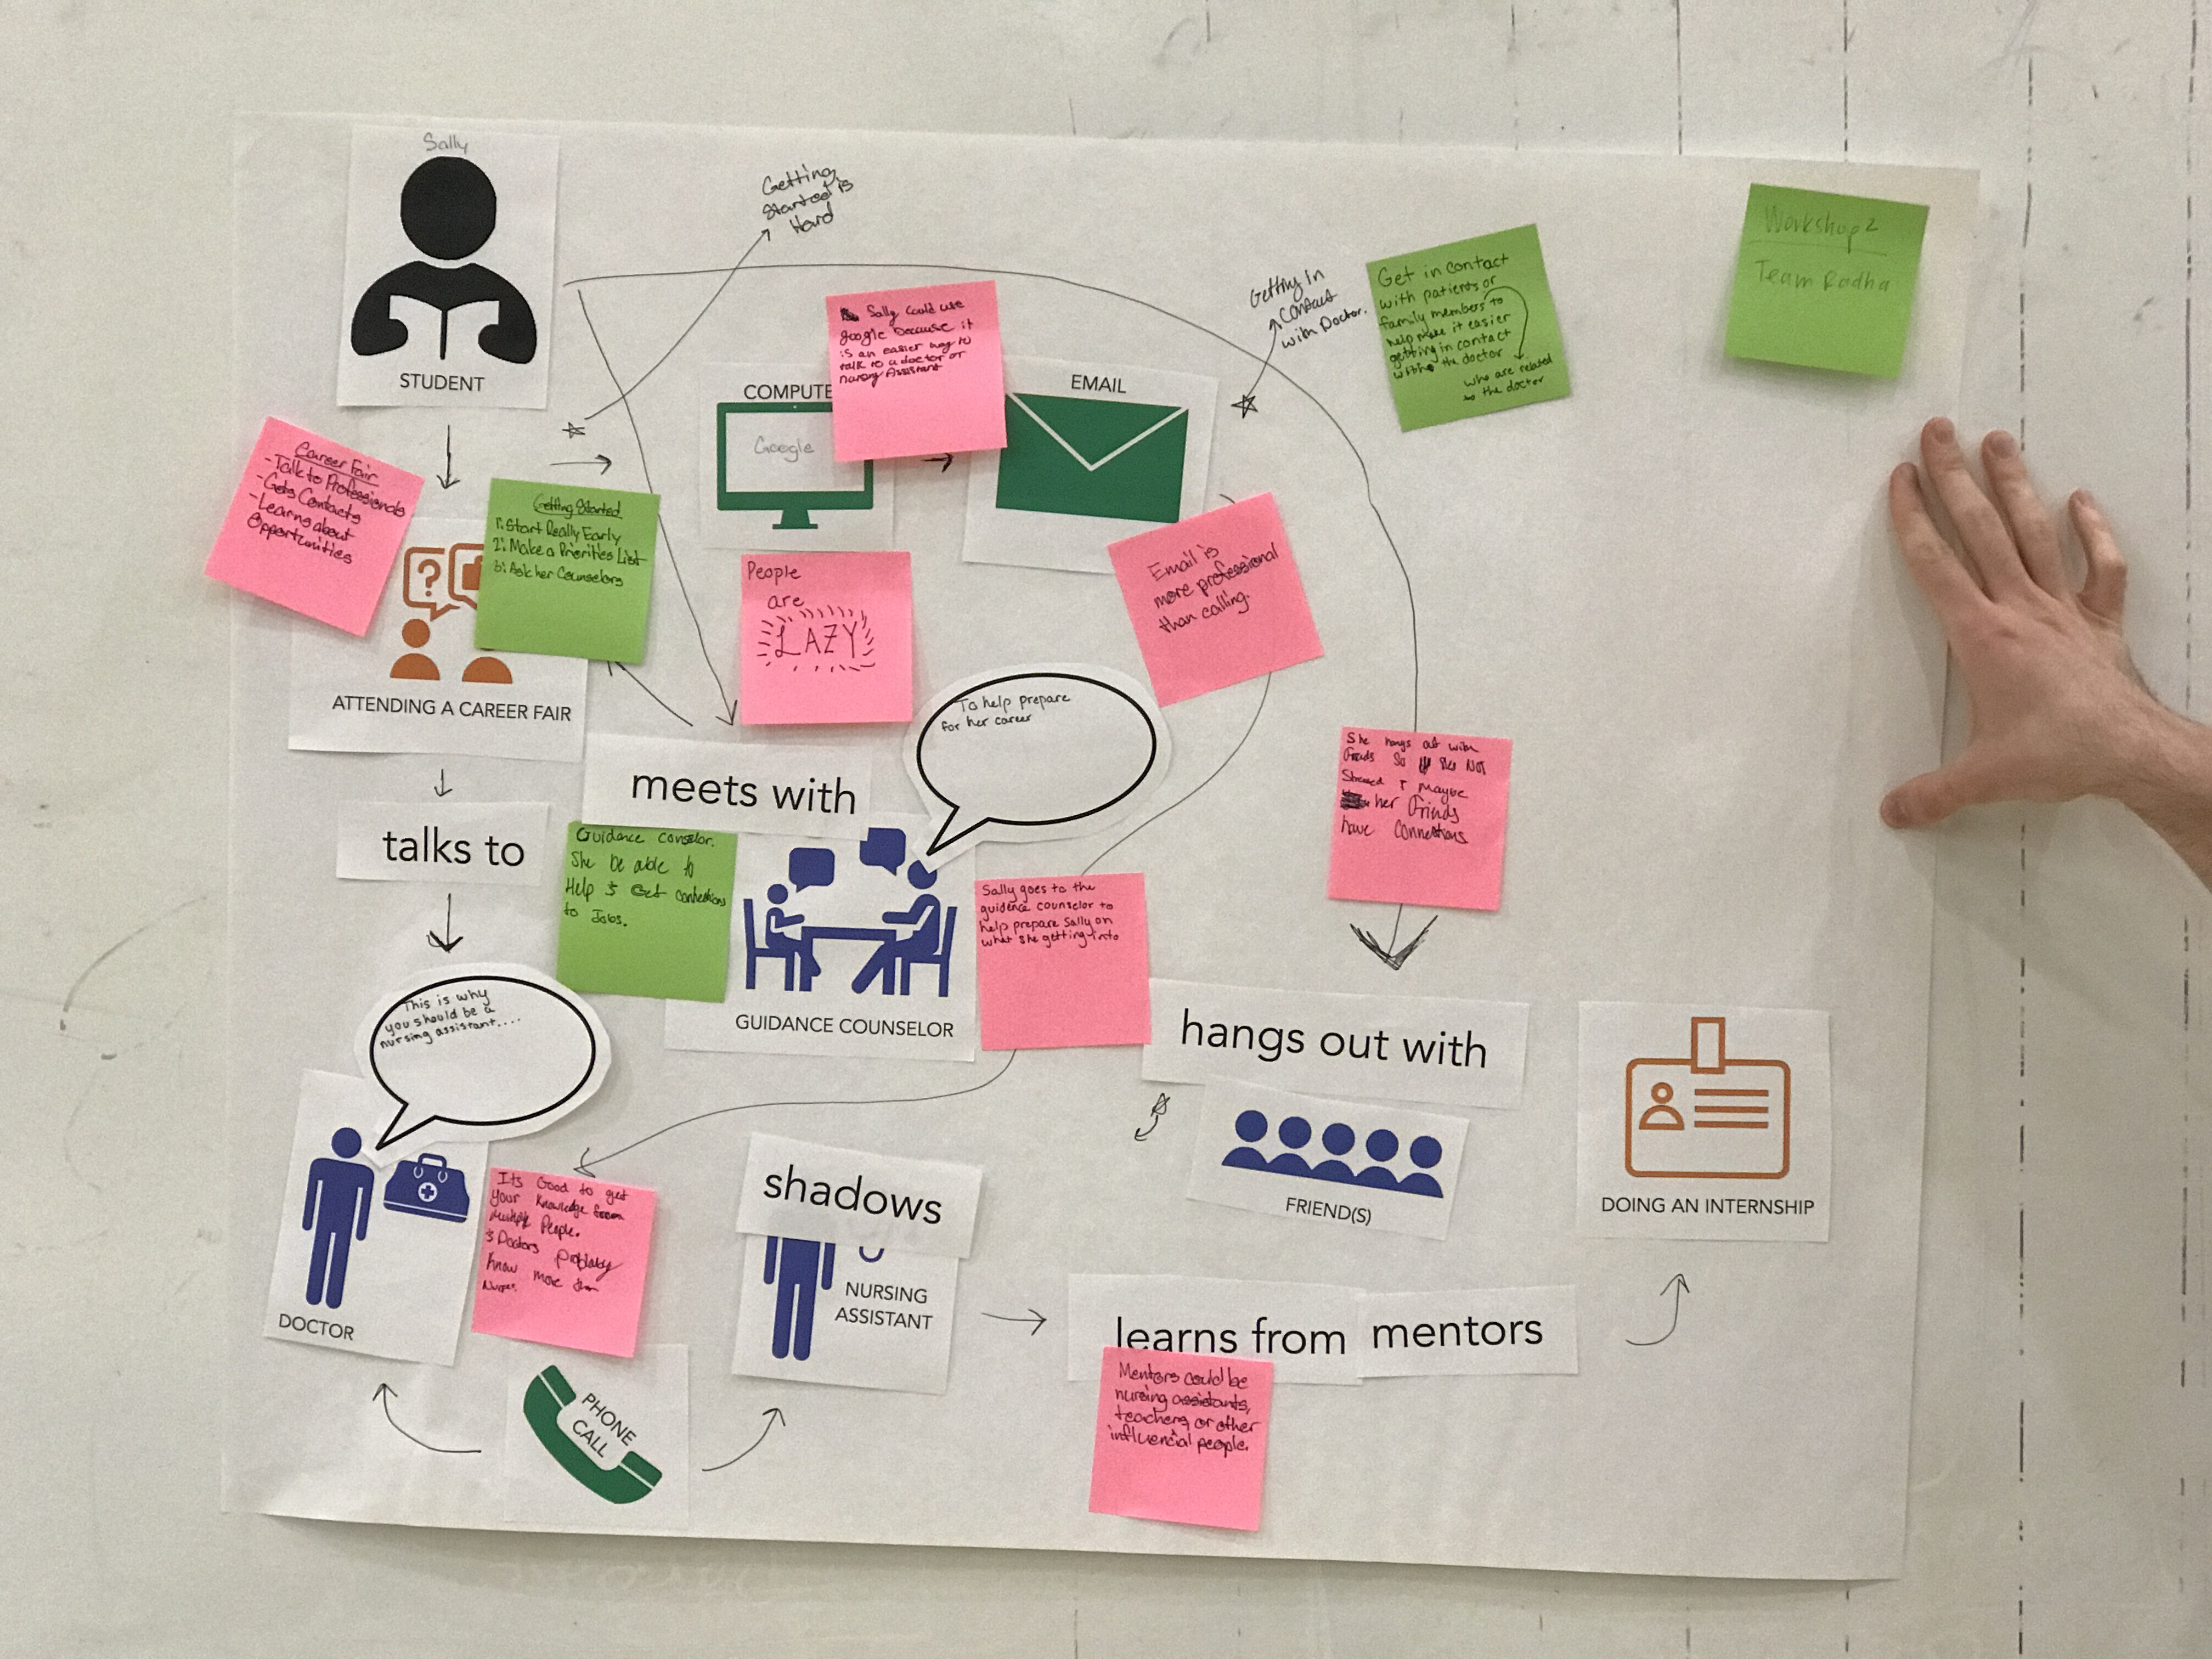 Sally
STUDENT
Getting
Started is
Hard
Workshop 2
Team Radha
Getting In
Contact
with Doctor.
Get in contact
with patients or
family members to
help make it easier
getting in contact
with the doctor
who are related
to the doctor
Sally could use
google because it
is an easier way to
talk to a doctor or
nursing Assistant
COMPUTE
Google
EMAIL
Career Fair
-Talk to Professionals
-Gets Contacts
-Learns about
Opportunities
Getting Started
1: Start Really Early
2: Make a Priorities List
3: Ask her Counselors
ATTENDING A CAREER FAIR
People
are
LAZY
Email is
more professional
than calling.
meets with
To help prepare
for her career
She hangs out with
friends so She Not
Stressed & Maybe
her friends
have connections
talks to
Guidance counselor.
She be able to
Help & Get connections
to Jobs.
Sally goes to the
guidance counselor to
help prepare Sally on
what she getting into
GUIDANCE COUNSELOR
This is why
you should be a
nursing assistant....
hangs out with
FRIEND(S)
DOING AN INTERNSHIP
DOCTOR
Its Good to get
your knowledge from
Multiple People.
& Doctors probably
know more than
Nurses.
shadows
NURSING
ASSISTANT
learns from mentors
Mentors could be
nursing assistants,
teachers, or other
influencial people.
PHONE
CALL